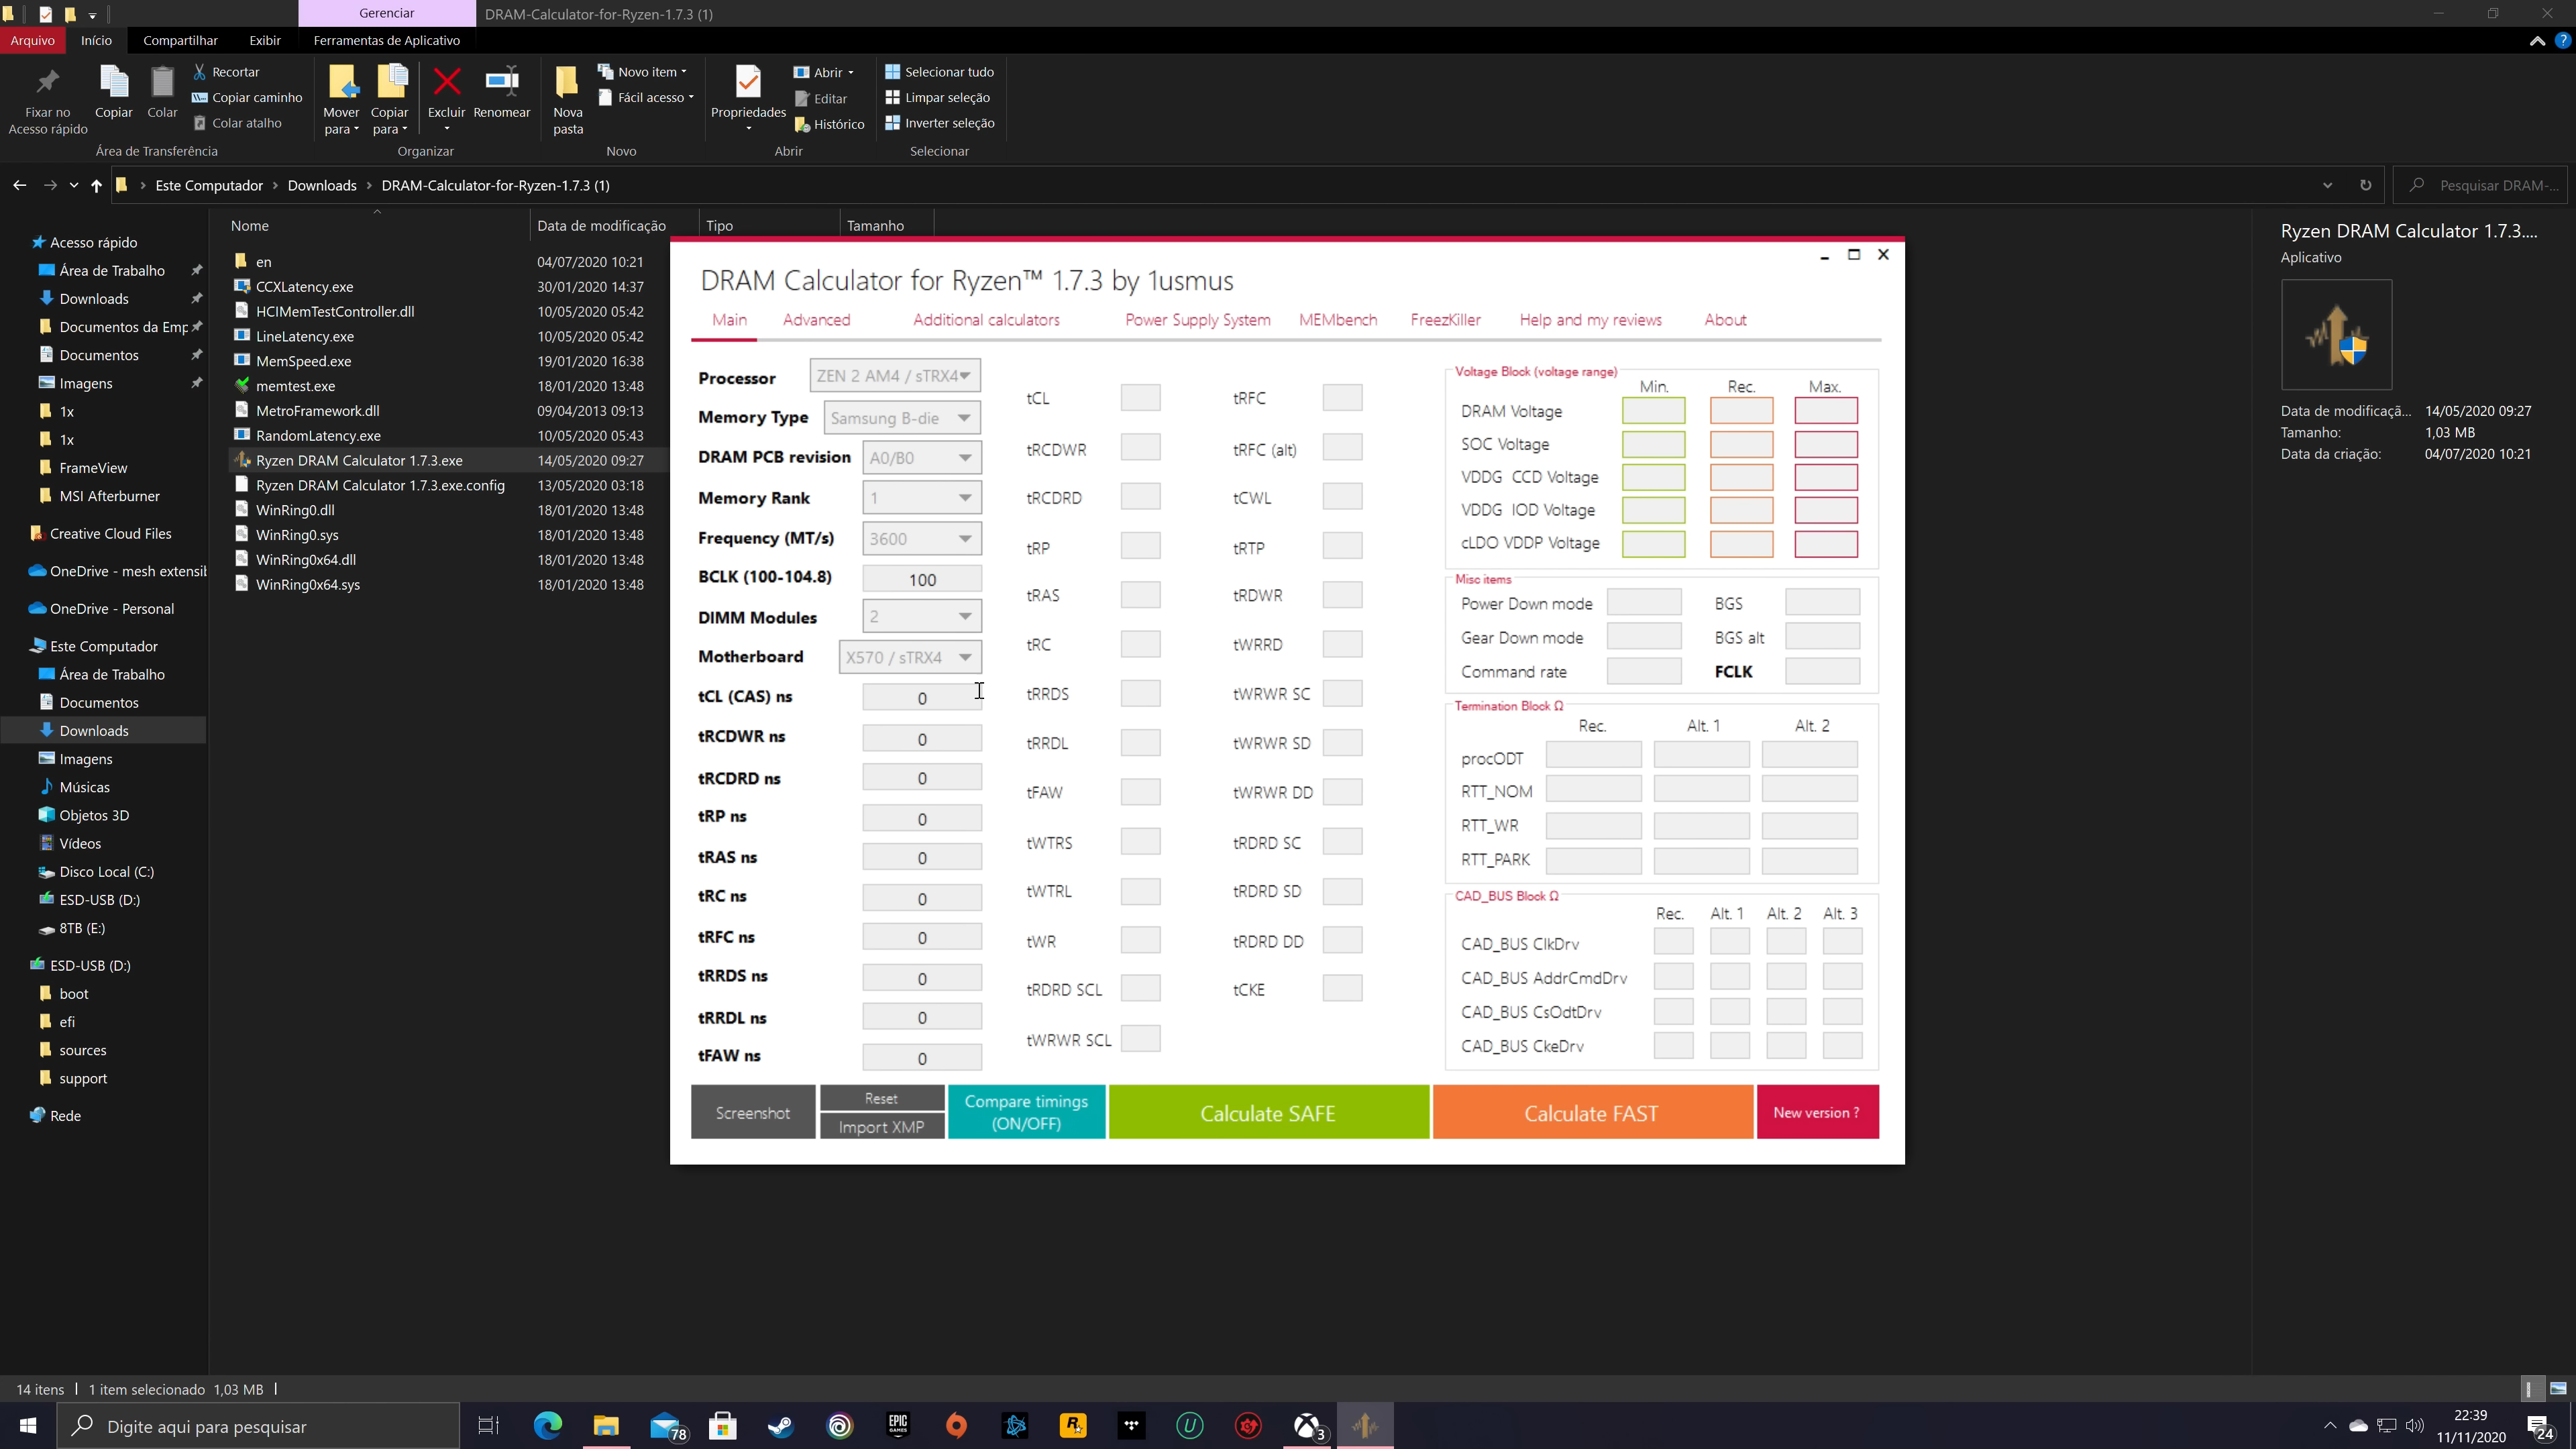 Gerenciar
DRAM-Calculator-for-Ryzen-1.7.3 (1)
Arquivo
Início
Compartilhar
Exibir
Ferramentas de Aplicativo
Fixar no
Acesso rápido
Copiar
Colar
Recortar
Copiar caminho
Colar atalho
Área de Transferência
Mover
para
Copiar
para
Excluir
Renomear
Organizar
Nova
pasta
Novo item
Fácil acesso
Novo
Propriedades
Abrir
Editar
Histórico
Abrir
Selecionar tudo
Limpar seleção
Inverter seleção
Selecionar
Este Computador
Downloads
DRAM-Calculator-for-Ryzen-1.7.3 (1)
Pesquisar DRAM-...
Nome
Data de modificação
Tipo
Tamanho
Acesso rápido
Área de Trabalho
Downloads
Documentos da Emp
Documentos
Imagens
1x
1x
FrameView
MSI Afterburner
Creative Cloud Files
OneDrive - mesh extensib
OneDrive - Personal
Este Computador
Área de Trabalho
Documentos
Downloads
Imagens
Músicas
Objetos 3D
Vídeos
Disco Local (C:)
ESD-USB (D:)
8TB (E:)
ESD-USB (D:)
boot
efi
sources
support
Rede
en 04/07/2020 10:21
CCXLatency.exe 30/01/2020 14:37
HCIMemTestController.dll 10/05/2020 05:42
LineLatency.exe 10/05/2020 05:42
MemSpeed.exe 19/01/2020 16:38
memtest.exe 18/01/2020 13:48
MetroFramework.dll 09/04/2013 09:13
RandomLatency.exe 10/05/2020 05:43
Ryzen DRAM Calculator 1.7.3.exe 14/05/2020 09:27
Ryzen DRAM Calculator 1.7.3.exe.config 13/05/2020 03:18
WinRing0.dll 18/01/2020 13:48
WinRing0.sys 18/01/2020 13:48
WinRing0x64.dll 18/01/2020 13:48
WinRing0x64.sys 18/01/2020 13:48
DRAM Calculator for Ryzen™ 1.7.3 by 1usmus
Main
Advanced
Additional calculators
Power Supply System
MEMbench
FreezKiller
Help and my reviews
About
Processor ZEN 2 AM4 / sTRX4
Memory Type Samsung B-die
DRAM PCB revision A0/B0
Memory Rank 1
Frequency (MT/s) 3600
BCLK (100-104.8) 100
DIMM Modules 2
Motherboard X570 / sTRX4
tCL (CAS) ns 0
tRCDWR ns 0
tRCDRD ns 0
tRP ns 0
tRAS ns 0
tRC ns 0
tRFC ns 0
tRRDS ns 0
tRRDL ns 0
tFAW ns 0
tCL
tRCDWR
tRCDRD
tRP
tRAS
tRC
tRRDS
tRRDL
tFAW
tWTRS
tWTRL
tWR
tRDRD SCL
tWRWR SCL
tRFC
tRFC (alt)
tCWL
tRTP
tRDWR
tWRRD
tWRWR SC
tWRWR SD
tWRWR DD
tRDRD SC
tRDRD SD
tRDRD DD
tCKE
Voltage Block (voltage range)
Min. Rec. Max.
DRAM Voltage
SOC Voltage
VDDG CCD Voltage
VDDG IOD Voltage
cLDO VDDP Voltage
Misc items
Power Down mode BGS
Gear Down mode BGS alt
Command rate FCLK
Termination Block Ω
Rec. Alt. 1 Alt. 2
procODT
RTT_NOM
RTT_WR
RTT_PARK
CAD_BUS Block Ω
Rec. Alt. 1 Alt. 2 Alt. 3
CAD_BUS ClkDrv
CAD_BUS AddrCmdDrv
CAD_BUS CsOdtDrv
CAD_BUS CkeDrv
Screenshot
Reset
Import XMP
Compare timings
(ON/OFF)
Calculate SAFE
Calculate FAST
New version ?
Ryzen DRAM Calculator 1.7.3....
Aplicativo
Data de modificaçã... 14/05/2020 09:27
Tamanho: 1,03 MB
Data da criação: 04/07/2020 10:21
14 itens
1 item selecionado 1,03 MB
Digite aqui para pesquisar
78
EPIC
GAMES
3
22:39
11/11/2020
24